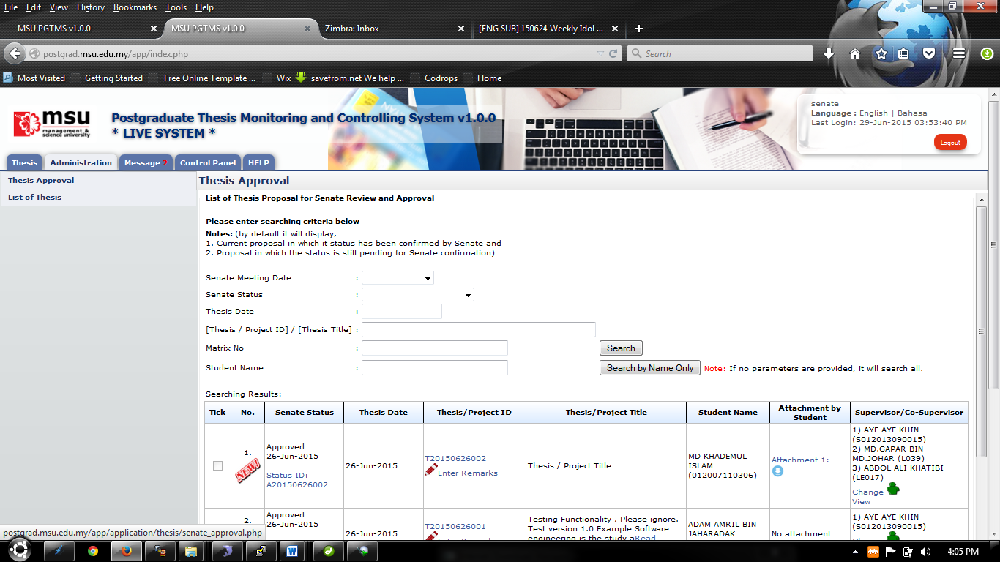 File Edit View History Bookmarks Tools Help
MSU PGTMS v1.0.0
MSU PGTMS v1.0.0
Zimbra: Inbox
[ENG SUB] 150624 Weekly Idol ...
postgrad.msu.edu.my/app/index.php
Search
Most Visited
Getting Started
Free Online Template ...
Wix
savefrom.net We help ...
Codrops
Home
msu
management &
science university
Postgraduate Thesis Monitoring and Controlling System v1.0.0
* LIVE SYSTEM *
senate
Language : English | Bahasa
Last Login: 29-Jun-2015 03:53:40 PM
Logout
Thesis
Administration
Message 2
Control Panel
HELP
Thesis Approval
List of Thesis
Thesis Approval
List of Thesis Proposal for Senate Review and Approval
Please enter searching criteria below
Notes: (by default it will display,
1. Current proposal in which it status has been confirmed by Senate and
2. Proposal in which the status is still pending for Senate confirmation)
Senate Meeting Date :
Senate Status :
Thesis Date :
[Thesis / Project ID] / [Thesis Title] :
Matrix No : Search
Student Name : Search by Name Only Note: If no parameters are provided, it will search all.
Searching Results:-
Tick
No.
Senate Status
Thesis Date
Thesis/Project ID
Thesis/Project Title
Student Name
Attachment by
Student
Supervisor/Co-Supervisor
1.
NEW!
Approved
26-Jun-2015
Status ID:
A20150626002
26-Jun-2015
T20150626002
Enter Remarks
Thesis / Project Title
MD KHADEMUL
ISLAM
(012007110306)
Attachment 1:
1) AYE AYE KHIN
(S012013090015)
2) MD.GAPAR BIN
MD.JOHAR (L039)
3) ABDOL ALI KHATIBI
(LE017)
Change
View
2.
Approved
26-Jun-2015
26-Jun-2015
T20150626001
Testing Functionality , Please ignore.
Test version 1.0 Example Software
engineering is the study aRead
ADAM AMRIL BIN
JAHARADAK
No attachment
1) AYE AYE KHIN
(S012013090015)
postgrad.msu.edu.my/app/application/thesis/senate_approval.php
4:05 PM